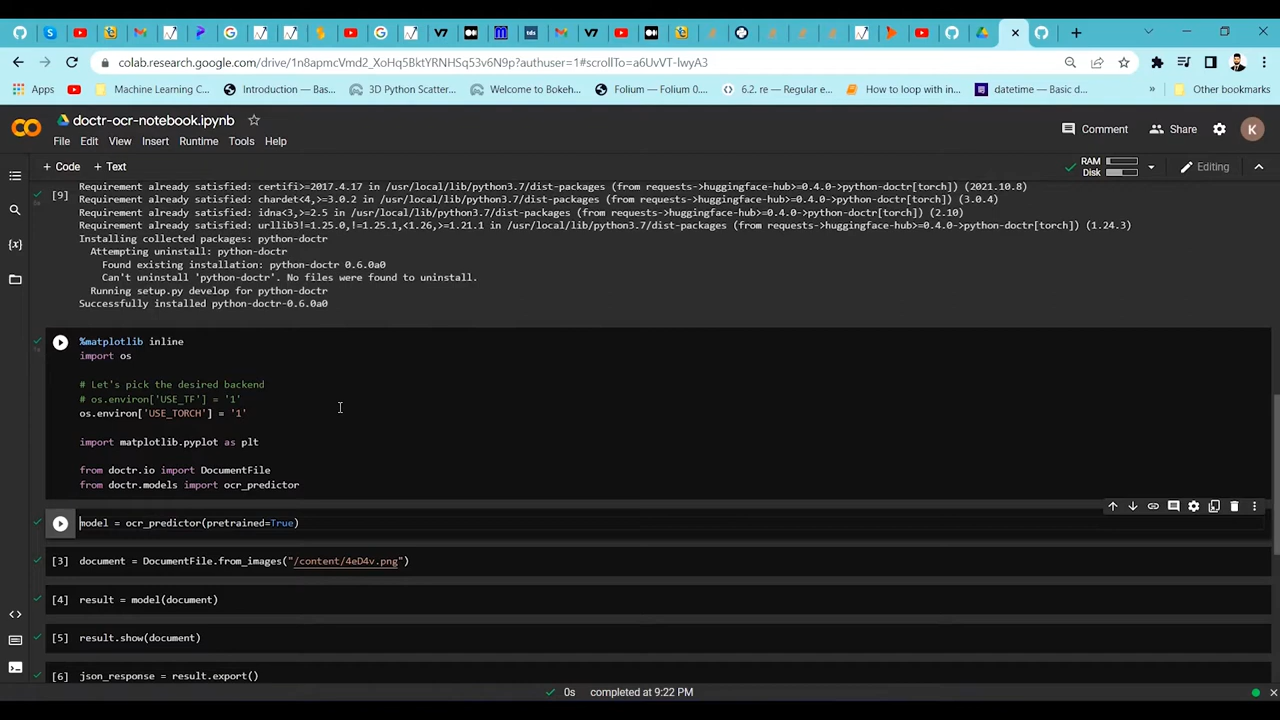 colab.research.google.com/drive/1n8apmcVmd2_XoHq5BktYRNHSq53v6N9p?authuser=1#scrollTo=a6UvVT-lwyA3
Apps
Machine Learning C...
Introduction — Bas...
3D Python Scatter...
Welcome to Bokeh...
Folium — Folium 0....
6.2. re — Regular e...
How to loop with in...
datetime — Basic d...
»
Other bookmarks
doctr-ocr-notebook.ipynb
File Edit View Insert Runtime Tools Help
Comment
Share
K
+ Code + Text
RAM
Disk
Editing
Requirement already satisfied: certifi>=2017.4.17 in /usr/local/lib/python3.7/dist-packages (from requests->huggingface-hub>=0.4.0->python-doctr[torch]) (2021.10.8)
[9]
Requirement already satisfied: chardet<4,>=3.0.2 in /usr/local/lib/python3.7/dist-packages (from requests->huggingface-hub>=0.4.0->python-doctr[torch]) (3.0.4)
Requirement already satisfied: idna<3,>=2.5 in /usr/local/lib/python3.7/dist-packages (from requests->huggingface-hub>=0.4.0->python-doctr[torch]) (2.10)
Requirement already satisfied: urllib3!=1.25.0,!=1.25.1,<1.26,>=1.21.1 in /usr/local/lib/python3.7/dist-packages (from requests->huggingface-hub>=0.4.0->python-doctr[torch]) (1.24.3)
Installing collected packages: python-doctr
Attempting uninstall: python-doctr
Found existing installation: python-doctr 0.6.0a0
Can't uninstall 'python-doctr'. No files were found to uninstall.
Running setup.py develop for python-doctr
Successfully installed python-doctr-0.6.0a0
%matplotlib inline
import os
# Let's pick the desired backend
# os.environ['USE_TF'] = '1'
os.environ['USE_TORCH'] = '1'
import matplotlib.pyplot as plt
from doctr.io import DocumentFile
from doctr.models import ocr_predictor
model = ocr_predictor(pretrained=True)
[3] document = DocumentFile.from_images("/content/4eD4v.png")
[4] result = model(document)
[5] result.show(document)
[6] json_response = result.export()
0s completed at 9:22 PM